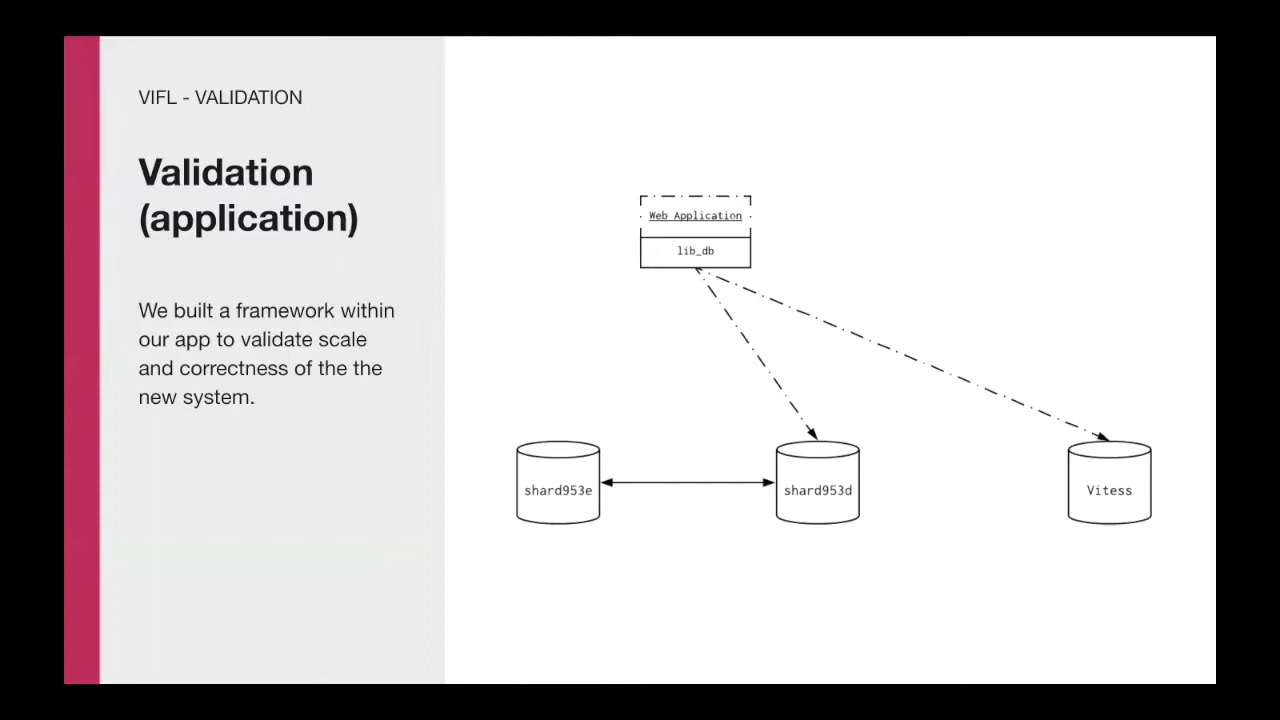 VIFL - VALIDATION
Validation
(application)
We built a framework within
our app to validate scale
and correctness of the the
new system.
Web Application
lib_db
shard953e
shard953d
Vitess